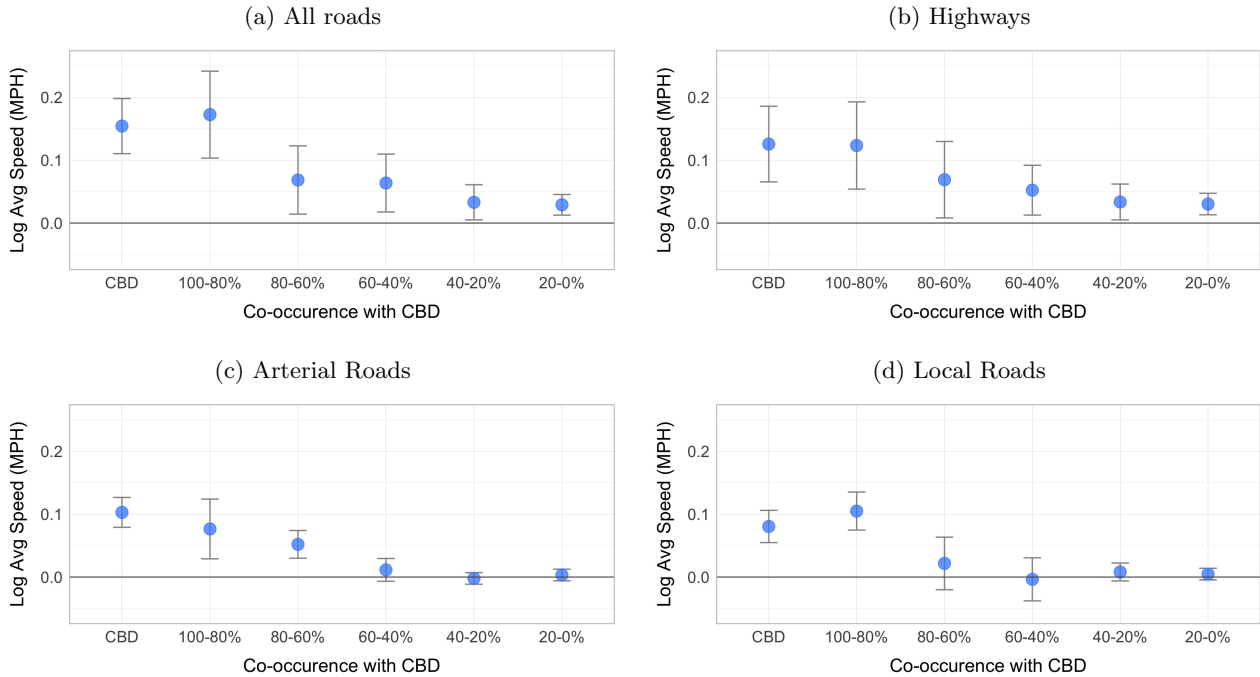 (a) All roads
Log Avg Speed (MPH)
0.2
0.1
0.0
CBD 100-80% 80-60% 60-40% 40-20% 20-0%
Co-occurence with CBD
(b) Highways
Log Avg Speed (MPH)
0.2
0.1
0.0
CBD 100-80% 80-60% 60-40% 40-20% 20-0%
Co-occurence with CBD
(c) Arterial Roads
Log Avg Speed (MPH)
0.2
0.1
0.0
CBD 100-80% 80-60% 60-40% 40-20% 20-0%
Co-occurence with CBD
(d) Local Roads
Log Avg Speed (MPH)
0.2
0.1
0.0
CBD 100-80% 80-60% 60-40% 40-20% 20-0%
Co-occurence with CBD